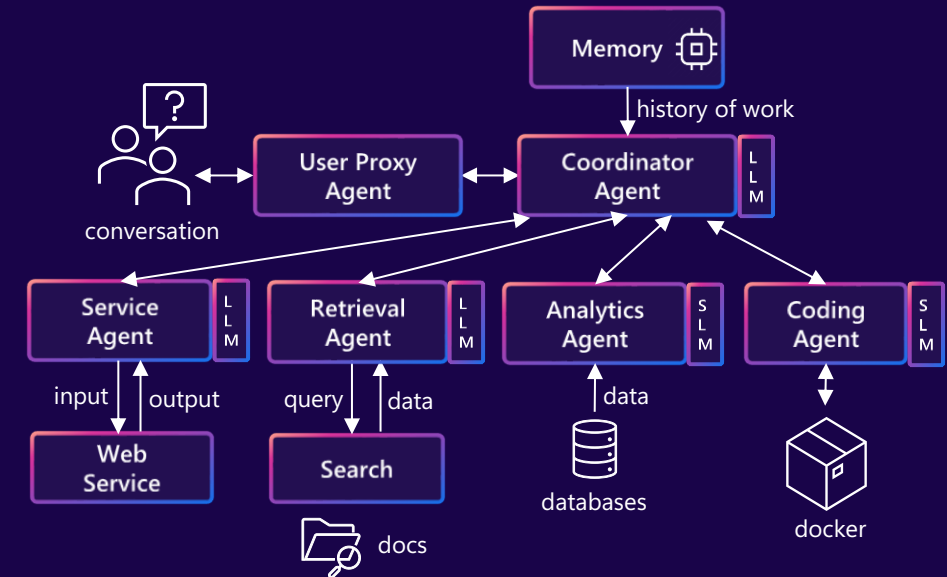 Memory
history of work
?
User Proxy
Agent
Coordinator
Agent
L
L
M
conversation
Service
Agent
L
L
M
Retrieval
Agent
L
L
M
Analytics
Agent
S
L
M
Coding
Agent
S
L
M
input
output
query
data
data
Web
Service
Search
databases
docker
docs